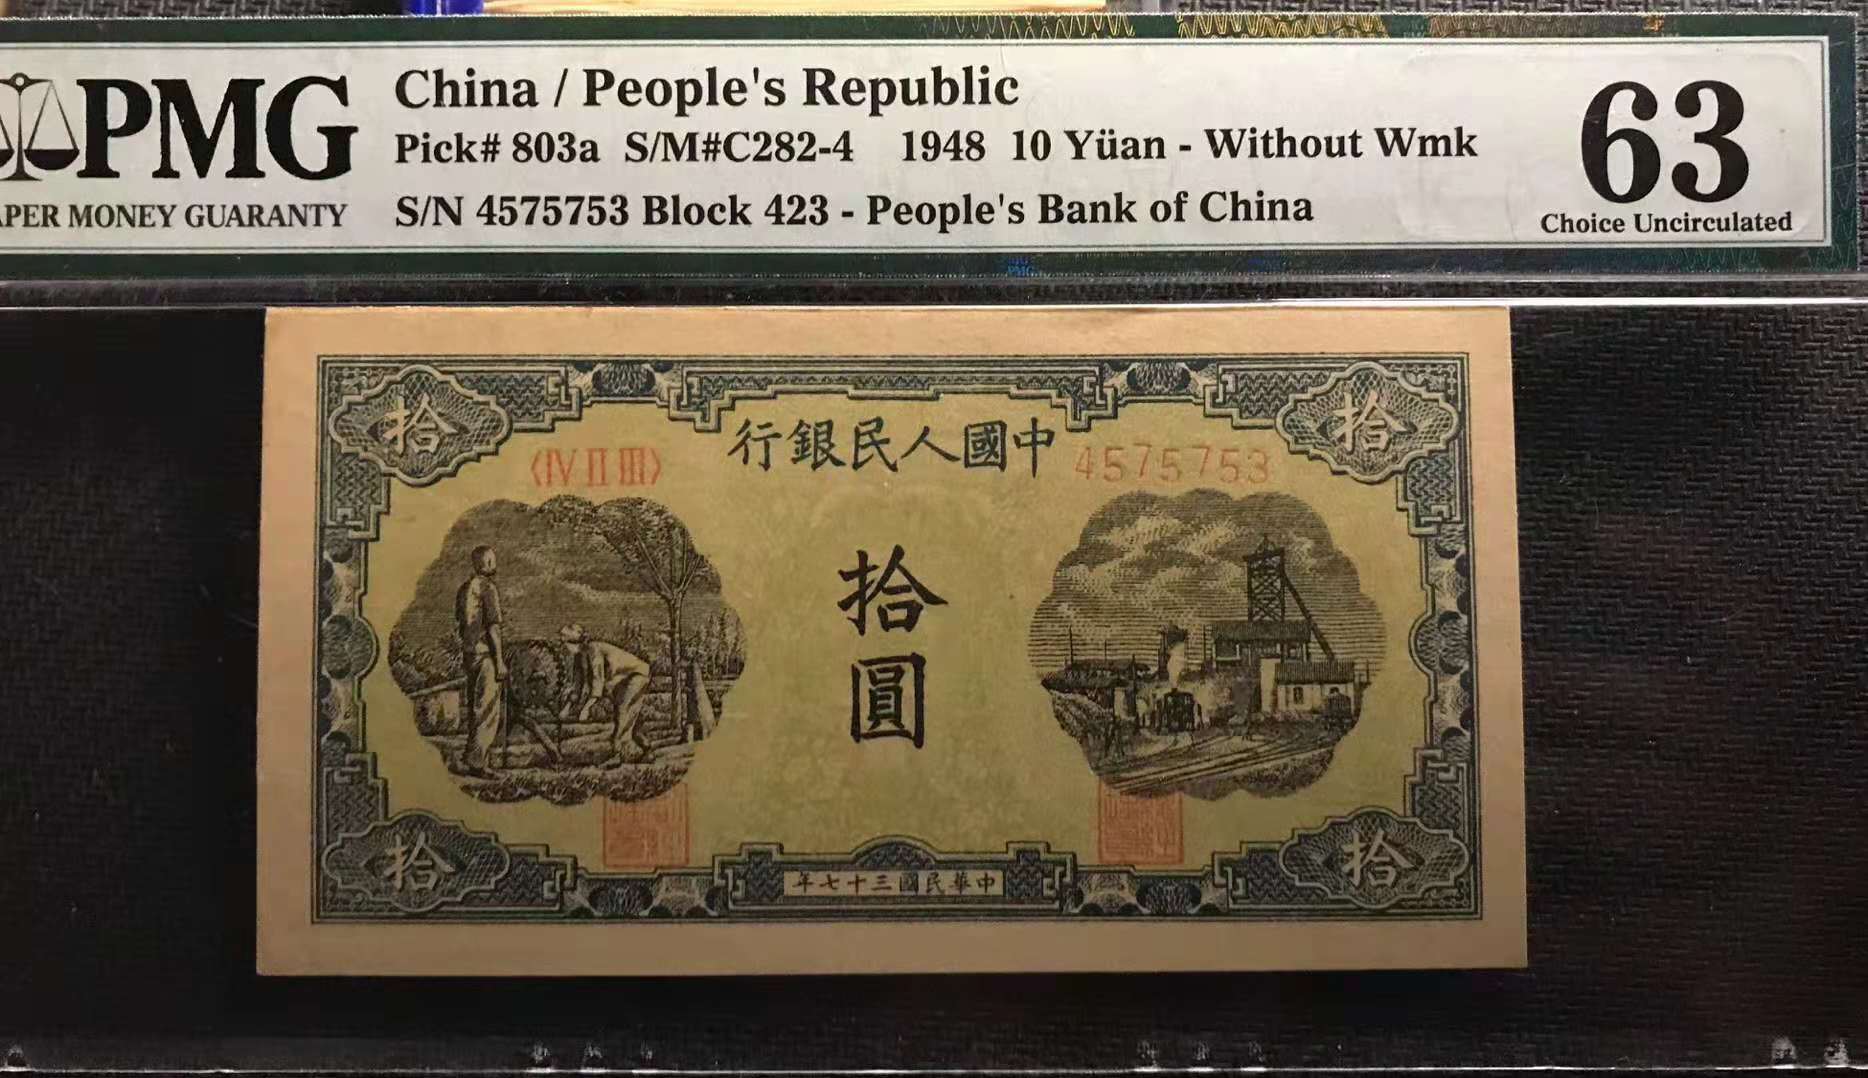 PMG
PAPER MONEY GUARANTY
China / People's Republic
Pick# 803a S/M#C282-4 1948 10 Yüan - Without Wmk
S/N 4575753 Block 423 - People's Bank of China
63
Choice Uncirculated
PMG
拾
拾
行銀民人國中
〈IV II III〉
4575753
拾
圓
拾
拾
年七十三國民華中